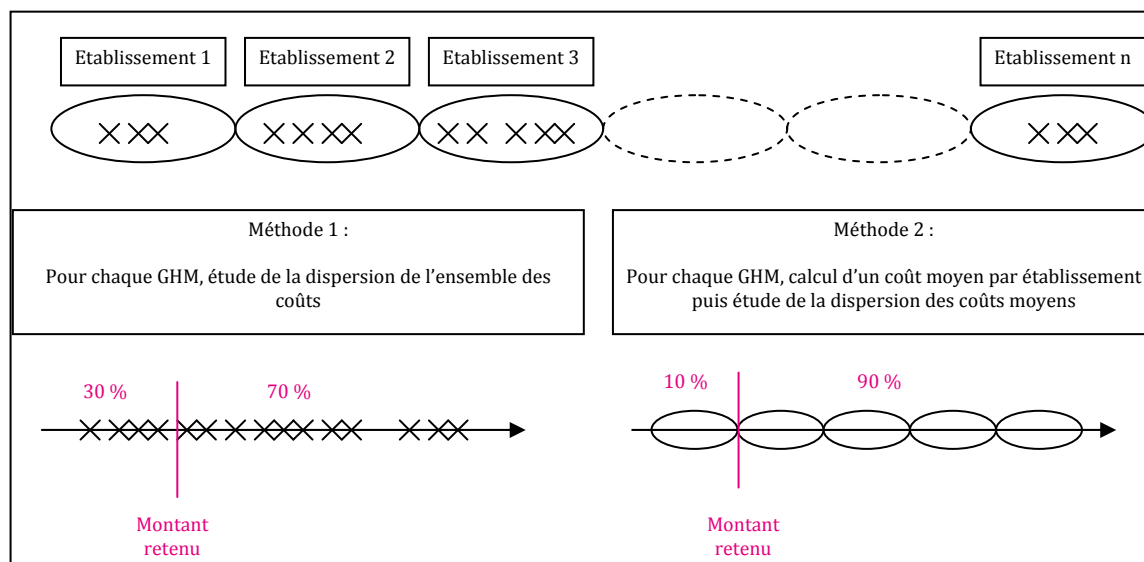 Etablissement 1
Etablissement 2
Etablissement 3
Etablissement n
Méthode 1 :
Pour chaque GHM, étude de la dispersion de l'ensemble des
coûts
Méthode 2 :
Pour chaque GHM, calcul d'un coût moyen par établissement
puis étude de la dispersion des coûts moyens
30 %
70 %
Montant
retenu
10 %
90 %
Montant
retenu